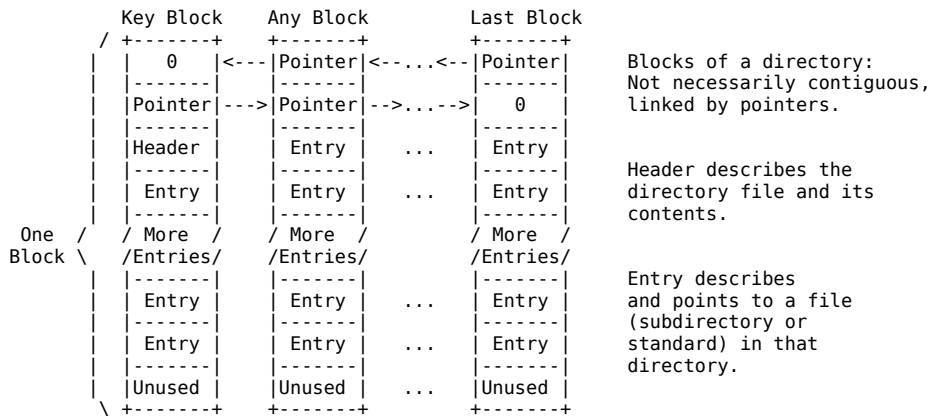 Key Block    Any Block        Last Block
        / +-------+    +-------+        +-------+
       |  |   0   |<---|Pointer|<--...<--|Pointer|     Blocks of a directory:
       |  |-------|    |-------|        |-------|     Not necessarily contiguous,
       |  |Pointer|--->|Pointer|-->...-->|   0   |     linked by pointers.
       |  |-------|    |-------|        |-------|
       |  |Header |    | Entry |   ...   | Entry |
       |  |-------|    |-------|        |-------|     Header describes the
       |  | Entry |    | Entry |   ...   | Entry |     directory file and its
       |  |-------|    |-------|        |-------|     contents.
 One  /   / More  /    / More  /        / More  /
Block \   /Entries/    /Entries/        /Entries/
       |  |-------|    |-------|        |-------|     Entry describes
       |  | Entry |    | Entry |   ...   | Entry |     and points to a file
       |  |-------|    |-------|        |-------|     (subdirectory or
       |  | Entry |    | Entry |   ...   | Entry |     standard) in that
       |  |-------|    |-------|        |-------|     directory.
       |  |Unused |    |Unused |   ...   |Unused |
        \ +-------+    +-------+        +-------+